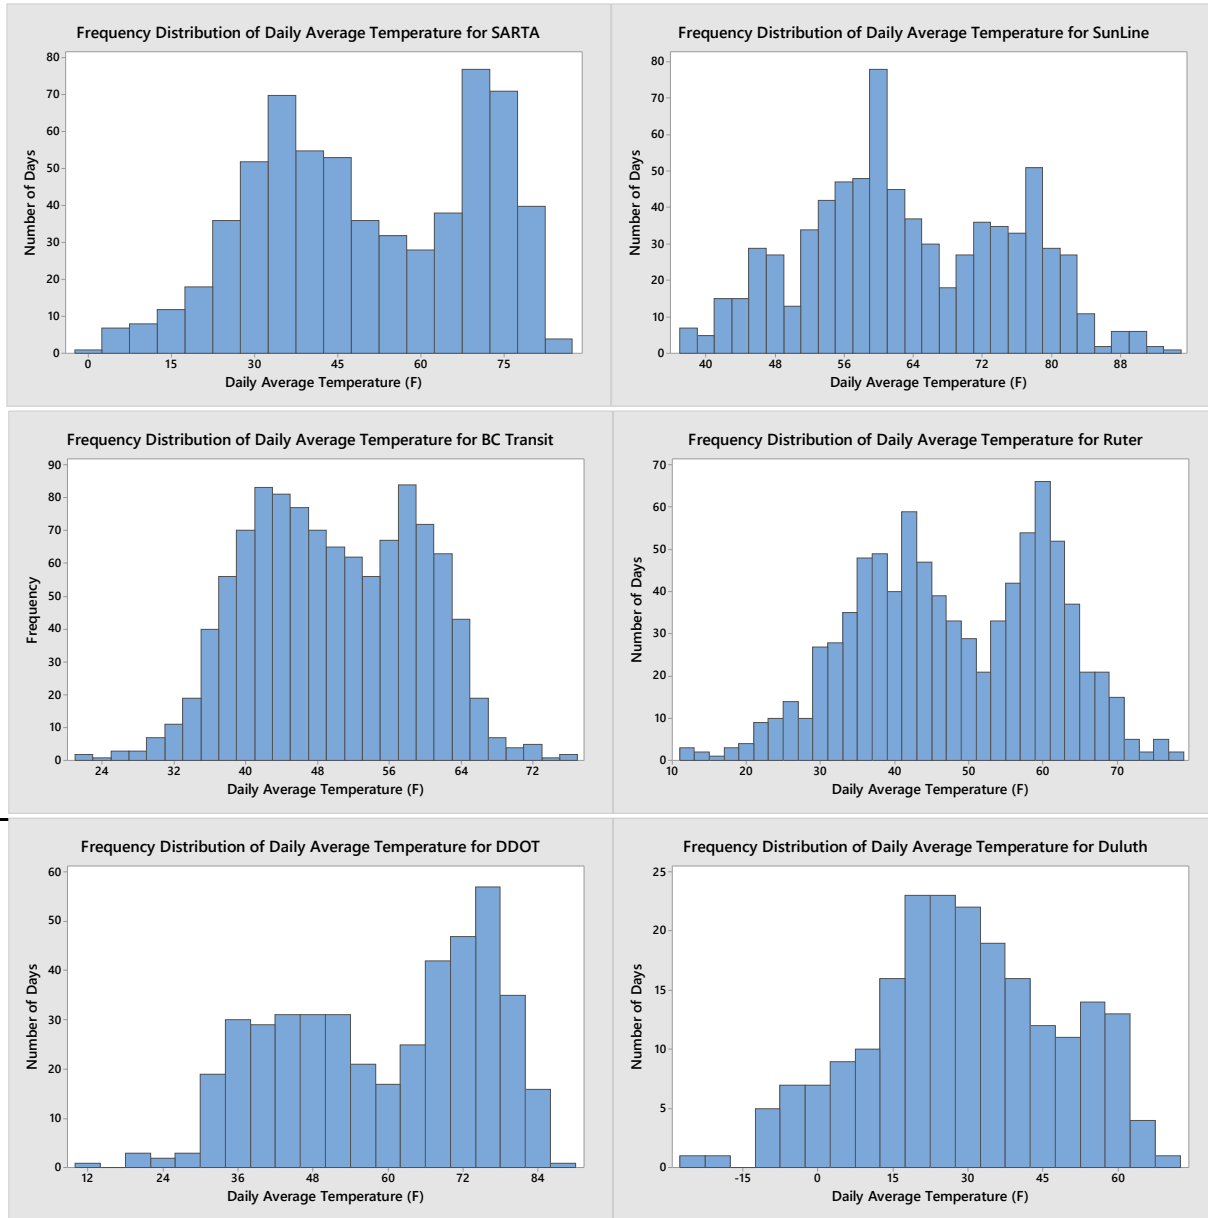 Frequency Distribution of Daily Average Temperature for SARTA
80
70
60
50
40
30
20
10
0
Number of Days
0 15 30 45 60 75
Daily Average Temperature (F)
Frequency Distribution of Daily Average Temperature for SunLine
80
70
60
50
40
30
20
10
0
Number of Days
40 48 56 64 72 80 88
Daily Average Temperature (F)
Frequency Distribution of Daily Average Temperature for BC Transit
90
80
70
60
50
40
30
20
10
0
Frequency
24 32 40 48 56 64 72
Daily Average Temperature (F)
Frequency Distribution of Daily Average Temperature for Ruter
70
60
50
40
30
20
10
0
Number of Days
10 20 30 40 50 60 70
Daily Average Temperature (F)
Frequency Distribution of Daily Average Temperature for DDOT
60
50
40
30
20
10
0
Number of Days
12 24 36 48 60 72 84
Daily Average Temperature (F)
Frequency Distribution of Daily Average Temperature for Duluth
25
20
15
10
5
0
Number of Days
-15 0 15 30 45 60
Daily Average Temperature (F)